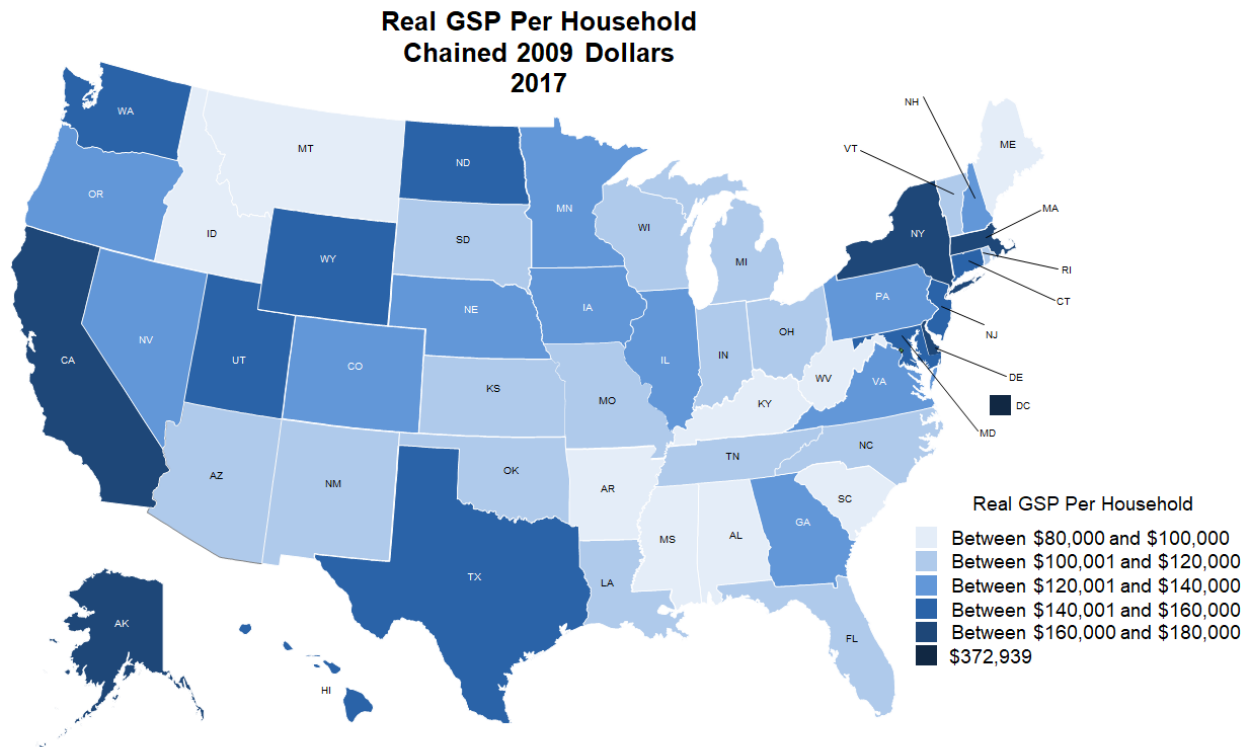 Real GSP Per Household
Chained 2009 Dollars
2017
NH
WA
ME
MT
VT
ND
OR
MN
MA
ID
WI
NY
SD
WY
MI
RI
CT
PA
NE
IA
NJ
OH
NV
IL
IN
UT
CA
CO
DE
WV
VA
KS
MO
KY
DC
MD
NC
TN
AZ
OK
NM
AR
SC
Real GSP Per Household
GA
MS
AL
Between $80,000 and $100,000
Between $100,001 and $120,000
TX
LA
Between $120,001 and $140,000
Between $140,001 and $160,000
AK
Between $160,000 and $180,000
FL
$372,939
HI